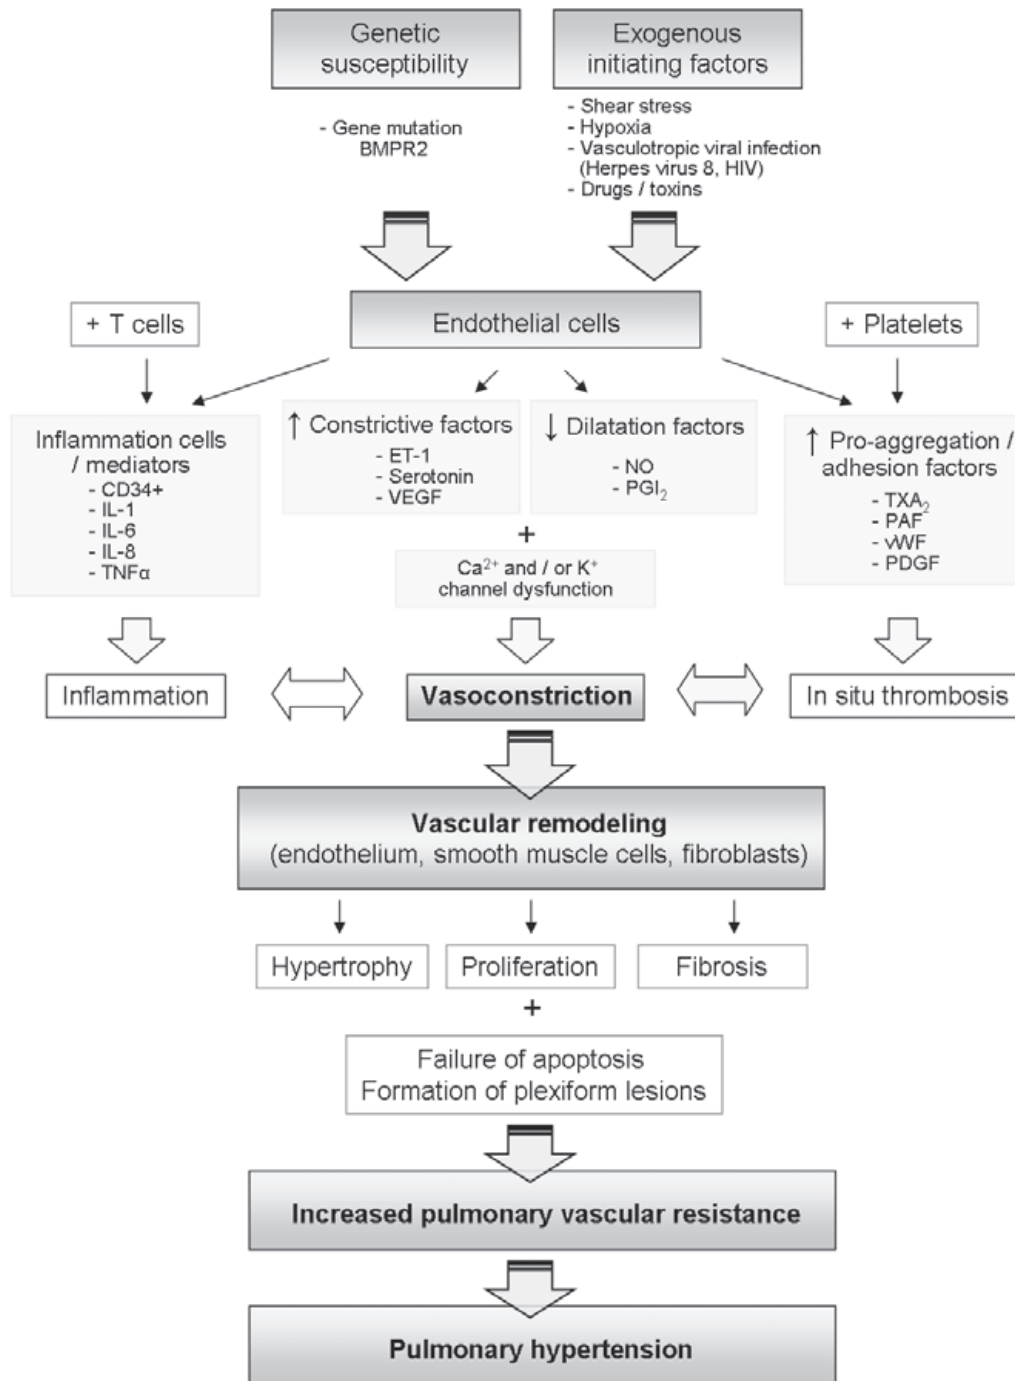 Genetic
susceptibility
Exogenous
initiating factors
- Gene mutation
BMPR2
- Shear stress
- Hypoxia
- Vasculotropic viral infection
(Herpes virus 8, HIV)
- Drugs / toxins
+ T cells
Endothelial cells
+ Platelets
Inflammation cells
/ mediators
- CD34+
- IL-1
- IL-6
- IL-8
- TNFα
↑ Constrictive factors
- ET-1
- Serotonin
- VEGF
↓ Dilatation factors
- NO
- PGI₂
↑ Pro-aggregation /
adhesion factors
- TXA₂
- PAF
- vWF
- PDGF
+
Ca²⁺ and / or K⁺
channel dysfunction
Inflammation
Vasoconstriction
In situ thrombosis
Vascular remodeling
(endothelium, smooth muscle cells, fibroblasts)
Hypertrophy
Proliferation
Fibrosis
+
Failure of apoptosis
Formation of plexiform lesions
Increased pulmonary vascular resistance
Pulmonary hypertension